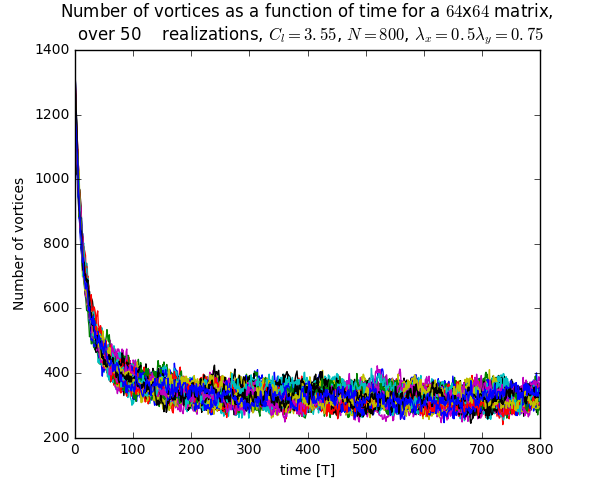 Number of vortices as a function of time for a 64x64 matrix,
over 50 realizations, C_l = 3.55, N = 800, λ_x = 0.5λ_y = 0.75
1400
1200
1000
800
600
400
200
Number of vortices
0 100 200 300 400 500 600 700 800
time [T]